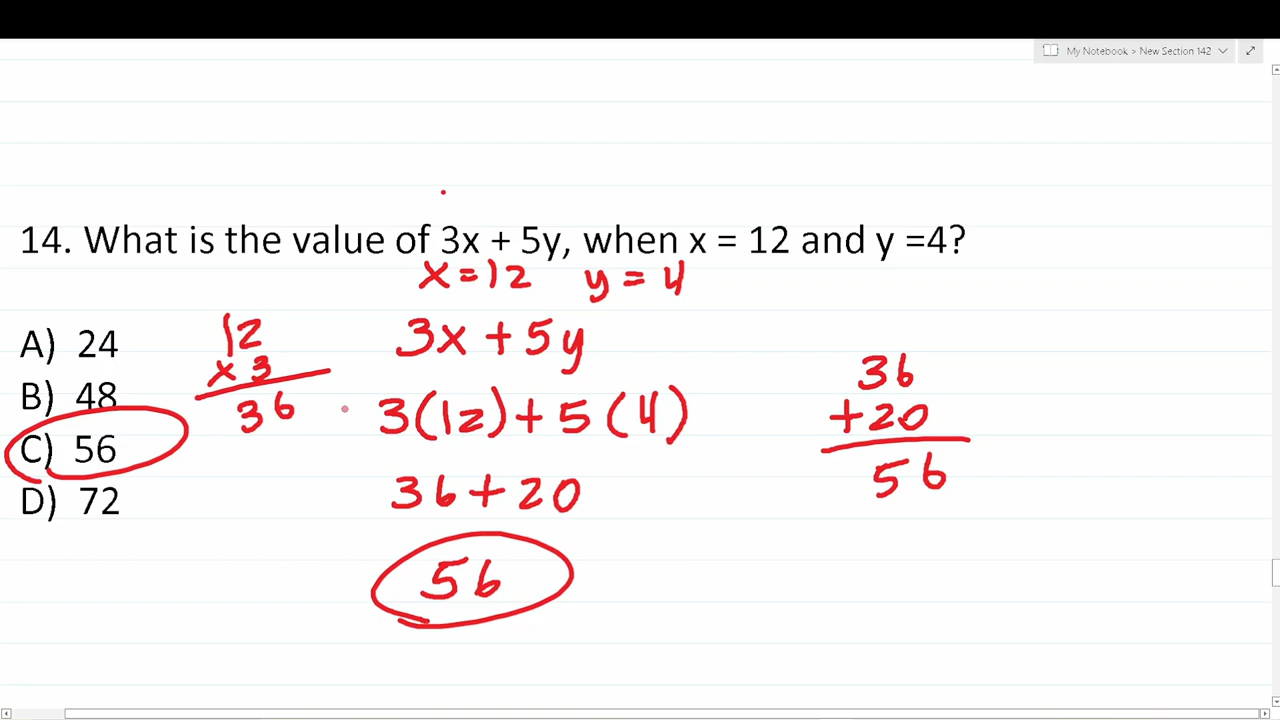 My Notebook > New Section 142
14. What is the value of 3x + 5y, when x = 12 and y =4?
x=12 y=4
A) 24
B) 48
C) 56
D) 72
12
x 3
36
3x+5y
3(12)+5(4)
36+20
56
36
+20
56